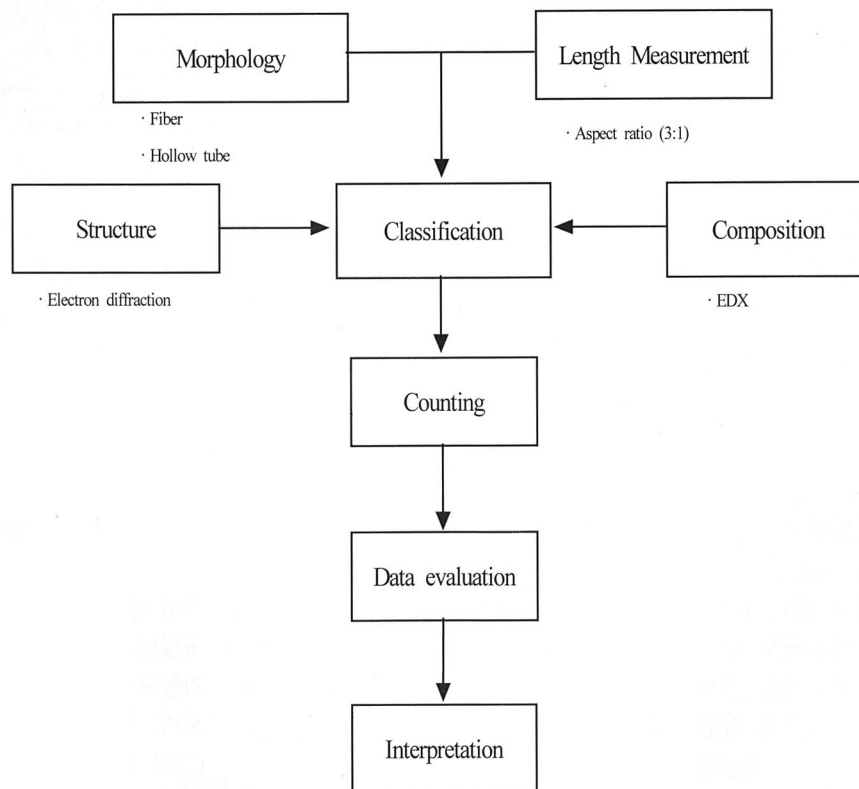 Morphology
Length Measurement
· Fiber
· Hollow tube
· Aspect ratio (3:1)
Structure
Classification
Composition
· Electron diffraction
· EDX
Counting
Data evaluation
Interpretation